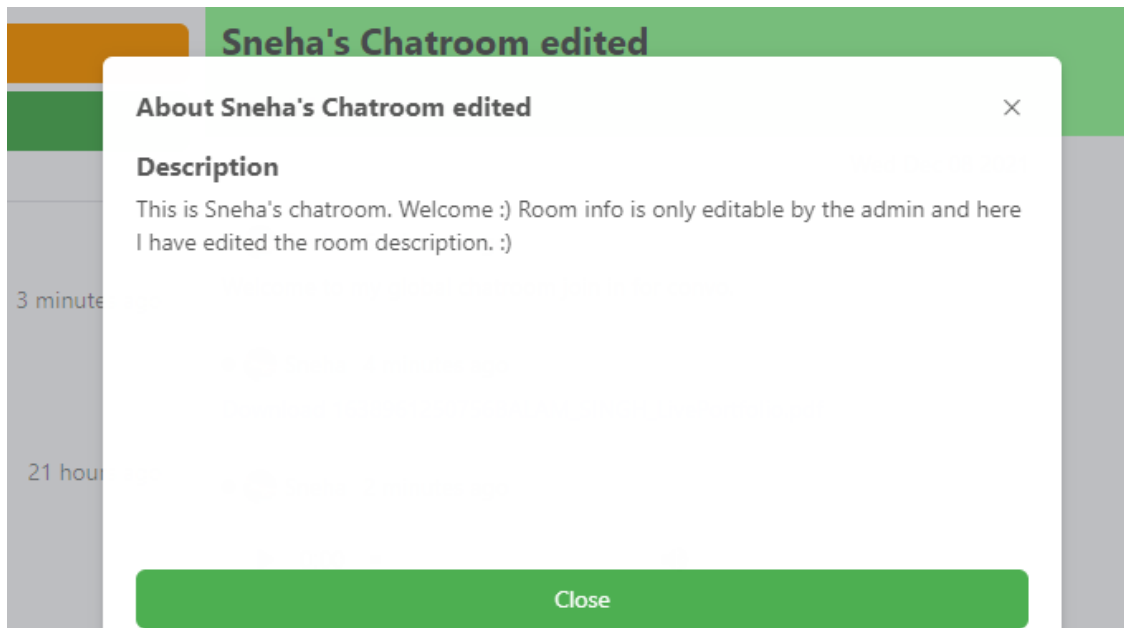 Sneha's Chatroom edited
About Sneha's Chatroom edited
Description
This is Sneha's chatroom. Welcome :) Room info is only editable by the admin and here
I have edited the room description. :)
3 minute
21 hour
Close